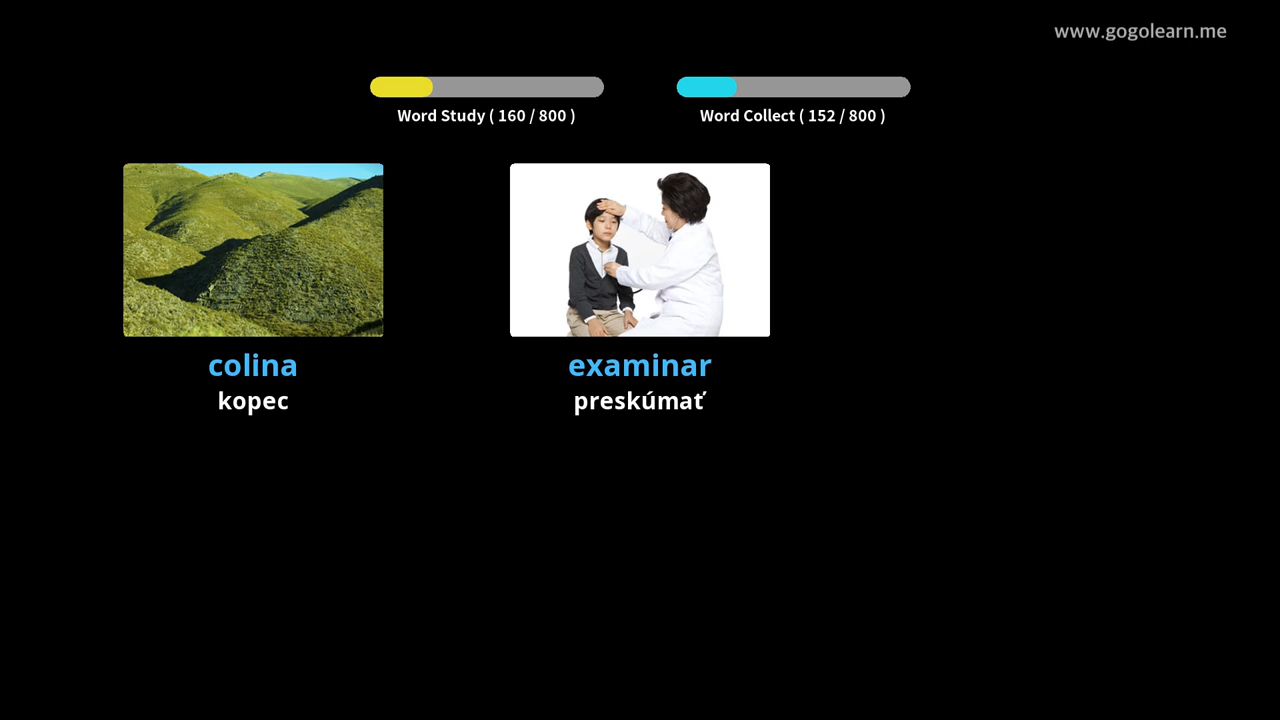 www.gogolearn.me
Word Study ( 160 / 800 )
Word Collect ( 152 / 800 )
colina
kopec
examinar
preskúmať